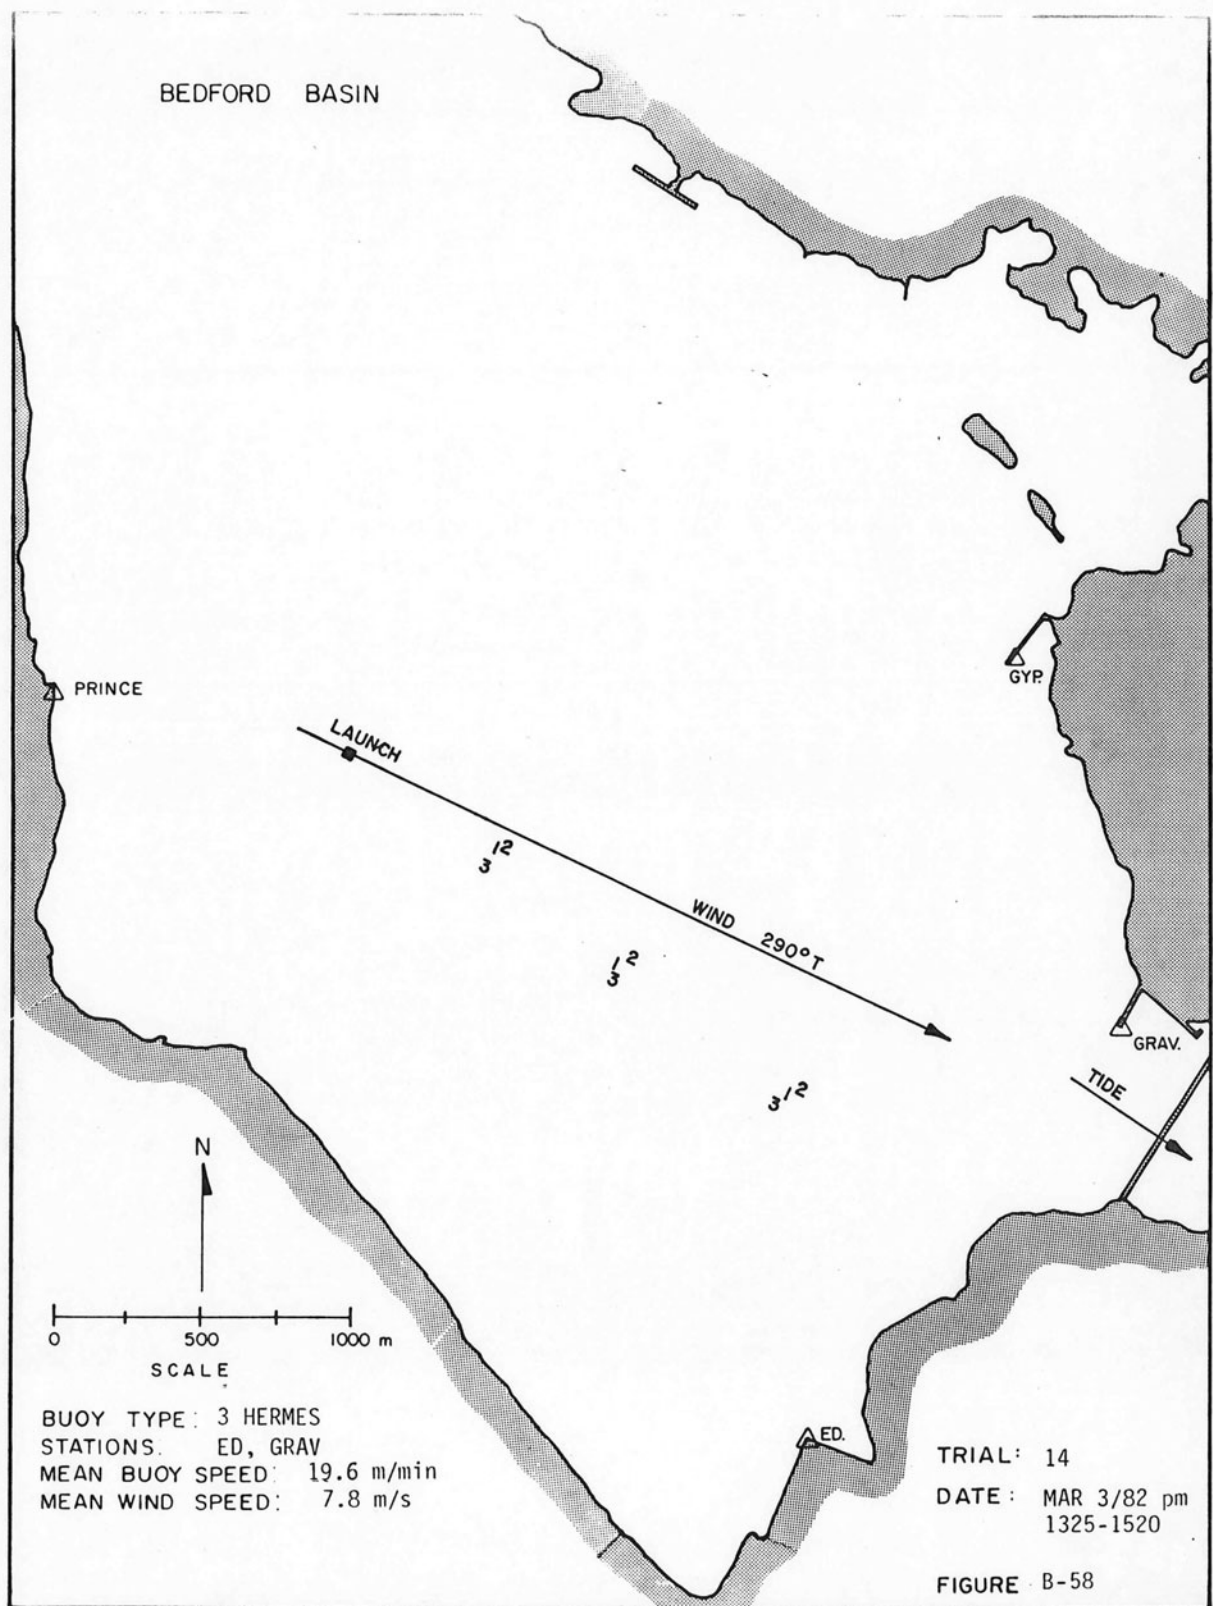 BEDFORD BASIN
PRINCE
GYP.
LAUNCH
12
3
WIND 290°T
12
3
GRAV.
TIDE
312
N
0 500 1000 m
SCALE
ED.
BUOY TYPE: 3 HERMES
STATIONS: ED, GRAV
MEAN BUOY SPEED: 19.6 m/min
MEAN WIND SPEED: 7.8 m/s
TRIAL: 14
DATE: MAR 3/82 pm
1325-1520
FIGURE B-58